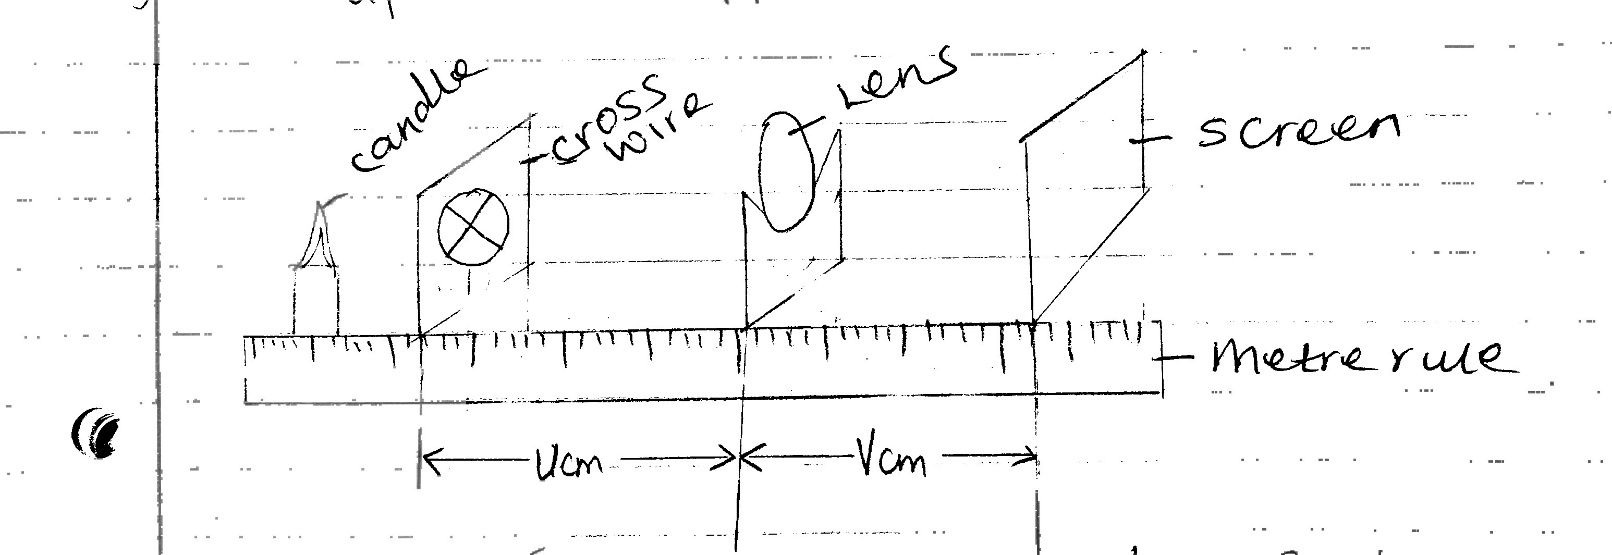 candle
cross
wire
Lens
screen
metre rule
Ucm
Vcm